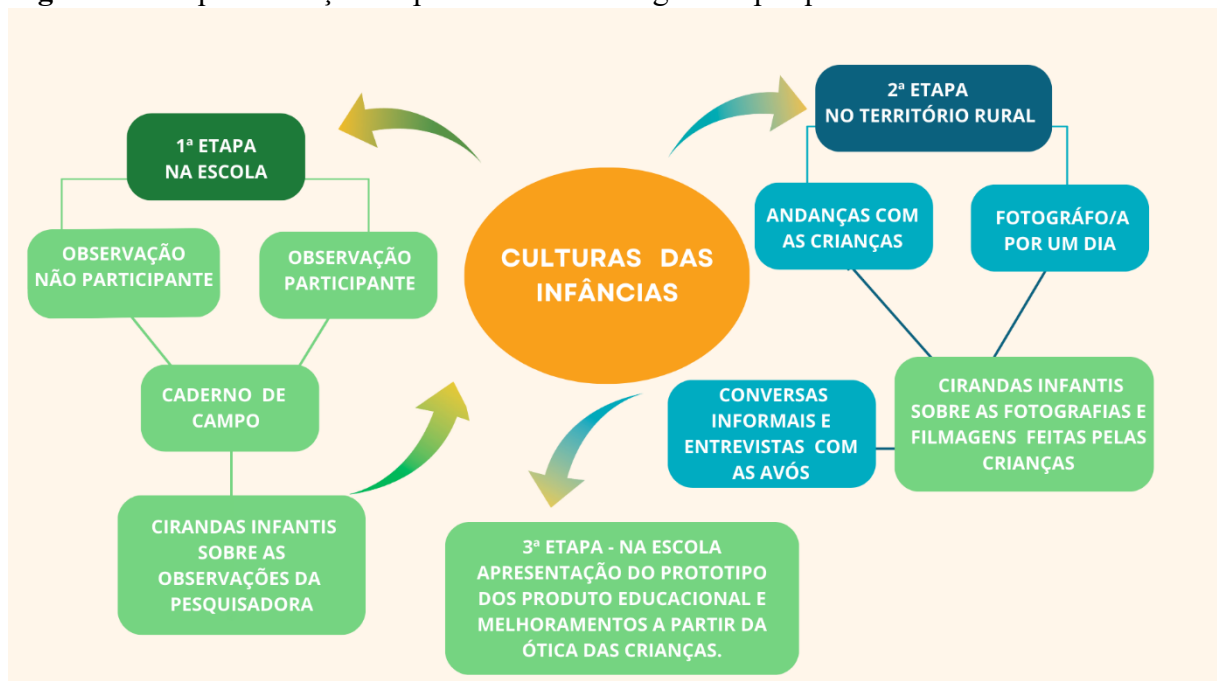 1ª ETAPA
NA ESCOLA
OBSERVAÇÃO
NÃO PARTICIPANTE
OBSERVAÇÃO
PARTICIPANTE
CADERNO DE
CAMPO
CIRANDAS INFANTIS
SOBRE AS
OBSERVAÇÕES DA
PESQUISADORA
CULTURAS DAS
INFÂNCIAS
2ª ETAPA
NO TERRITÓRIO RURAL
ANDANÇAS COM
AS CRIANÇAS
FOTOGRÁFO/A
POR UM DIA
CIRANDAS INFANTIS
SOBRE AS FOTOGRAFIAS E
FILMAGENS FEITAS PELAS
CRIANÇAS
CONVERSAS
INFORMAIS E
ENTREVISTAS COM
AS AVÓS
3ª ETAPA - NA ESCOLA
APRESENTAÇÃO DO PROTOTIPO
DOS PRODUTO EDUCACIONAL E
MELHORAMENTOS A PARTIR DA
ÓTICA DAS CRIANÇAS.